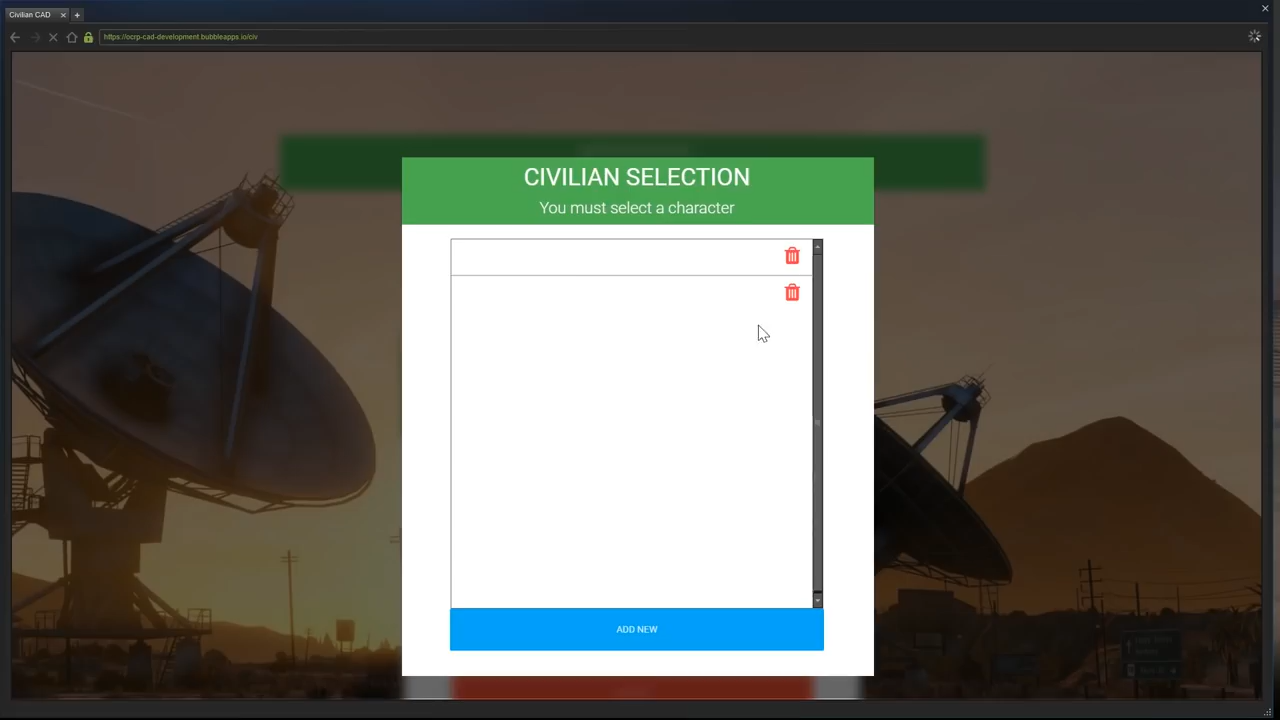 Civilian CAD
https://ocrp-cad-development.bubbleapps.io/civ
CIVILIAN SELECTION
You must select a character
ADD NEW